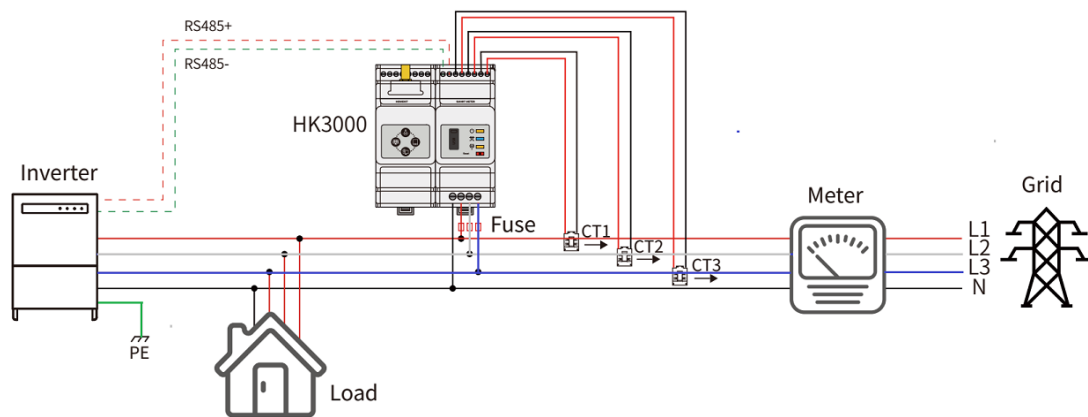 RS485+
RS485-
HK3000
Inverter
Fuse
CT1
CT2
CT3
Meter
Grid
L1
L2
L3
N
PE
Load